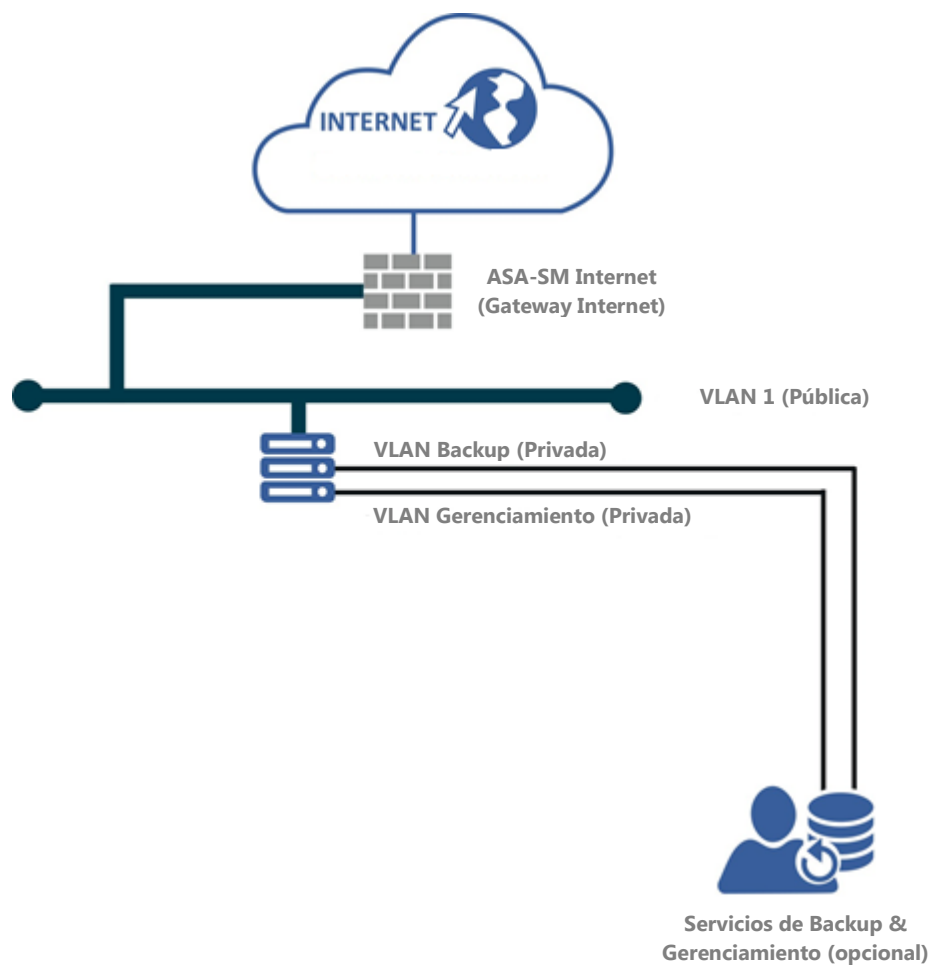 INTERNET
ASA-SM Internet
(Gateway Internet)
VLAN 1 (Pública)
VLAN Backup (Privada)
VLAN Gerenciamiento (Privada)
Servicios de Backup &
Gerenciamiento (opcional)